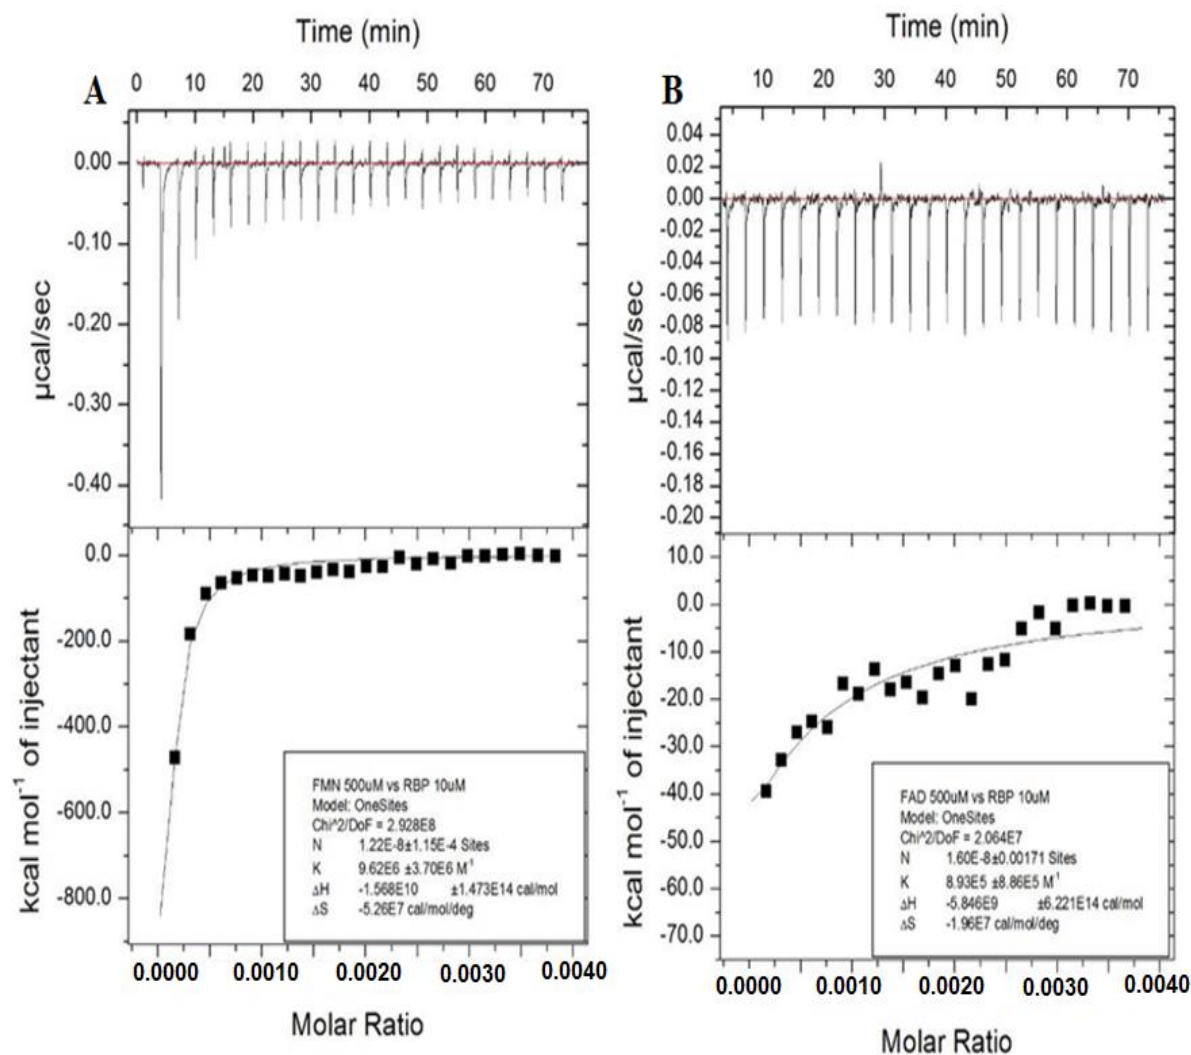 Time (min)
A
0 10 20 30 40 50 60 70
µcal/sec
0.00
-0.10
-0.20
-0.30
-0.40
kcal mol⁻¹ of injectant
0.0
-200.0
-400.0
-600.0
-800.0
FMN 500uM vs RBP 10uM
Model: OneSites
Chi^2/DoF = 2.928E8
N 1.22E-8±1.15E-4 Sites
K 9.62E6 ±3.70E6 M⁻¹
ΔH -1.568E10 ±1.473E14 cal/mol
ΔS -5.26E7 cal/mol/deg
0.0000 0.0010 0.0020 0.0030 0.0040
Molar Ratio
Time (min)
B
10 20 30 40 50 60 70
µcal/sec
0.04
0.02
0.00
-0.02
-0.04
-0.06
-0.08
-0.10
-0.12
-0.14
-0.16
-0.18
-0.20
kcal mol⁻¹ of injectant
10.0
0.0
-10.0
-20.0
-30.0
-40.0
-50.0
-60.0
-70.0
FAD 500uM vs RBP 10uM
Model: OneSites
Chi^2/DoF = 2.064E7
N 1.60E-8±0.00171 Sites
K 8.93E5 ±8.86E5 M⁻¹
ΔH -5.846E9 ±6.221E14 cal/mol
ΔS -1.96E7 cal/mol/deg
0.0000 0.0010 0.0020 0.0030 0.0040
Molar Ratio